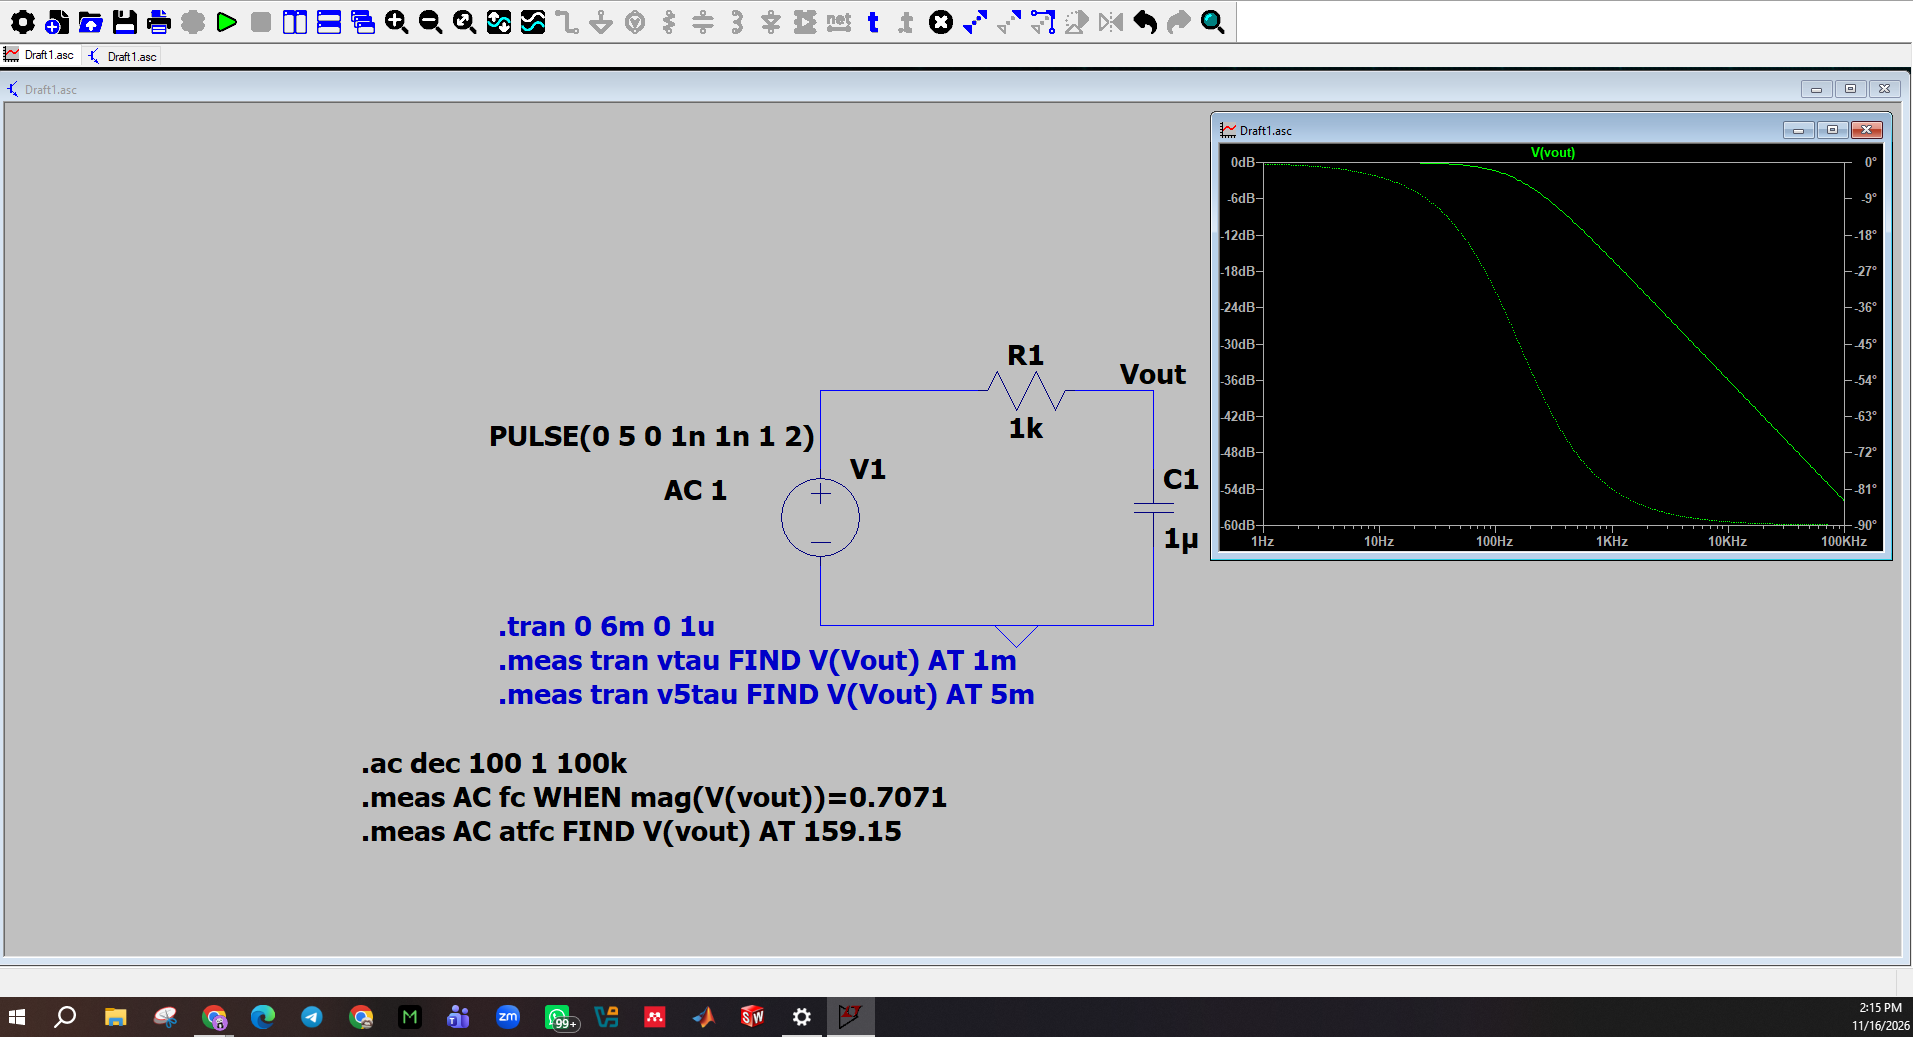 net
t
t
Draft1.asc
Draft1.asc
Draft1.asc
Draft1.asc
V(vout)
0dB
-6dB
-12dB
-18dB
-24dB
-30dB
-36dB
-42dB
-48dB
-54dB
-60dB
0°
-9°
-18°
-27°
-36°
-45°
-54°
-63°
-72°
-81°
-90°
1Hz 10Hz 100Hz 1KHz 10KHz 100KHz
R1
Vout
1k
PULSE(0 5 0 1n 1n 1 2)
V1
AC 1
C1
1µ
.tran 0 6m 0 1u
.meas tran vtau FIND V(Vout) AT 1m
.meas tran v5tau FIND V(Vout) AT 5m
.ac dec 100 1 100k
.meas AC fc WHEN mag(V(vout))=0.7071
.meas AC atfc FIND V(vout) AT 159.15
M
zm
99+
SW
2:15 PM
11/16/2026